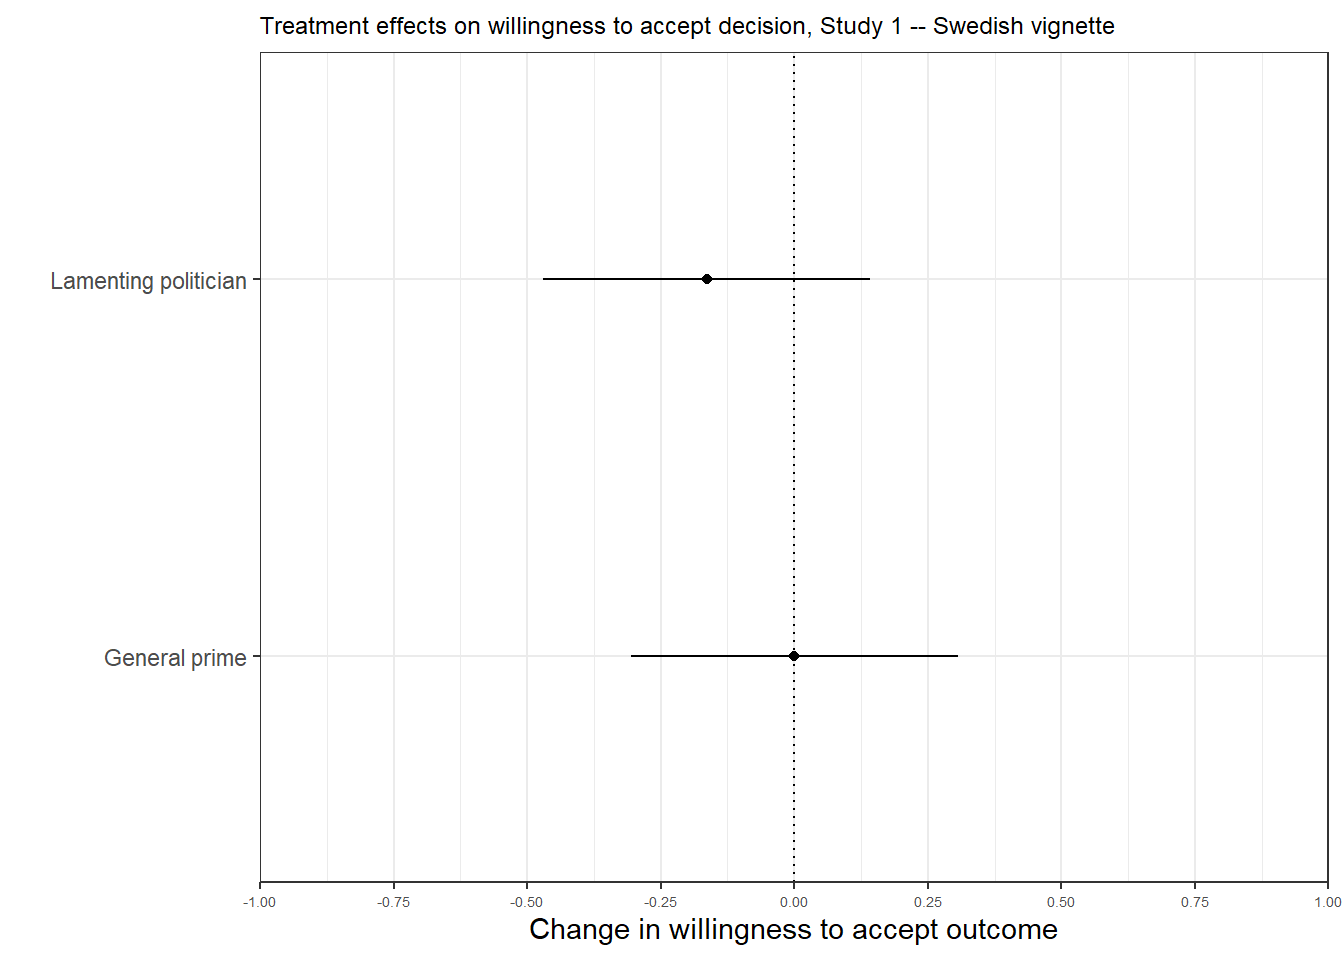 Treatment effects on willingness to accept decision, Study 1 -- Swedish vignette
Lamenting politician
General prime
-1.00 -0.75 -0.50 -0.25 0.00 0.25 0.50 0.75 1.00
Change in willingness to accept outcome